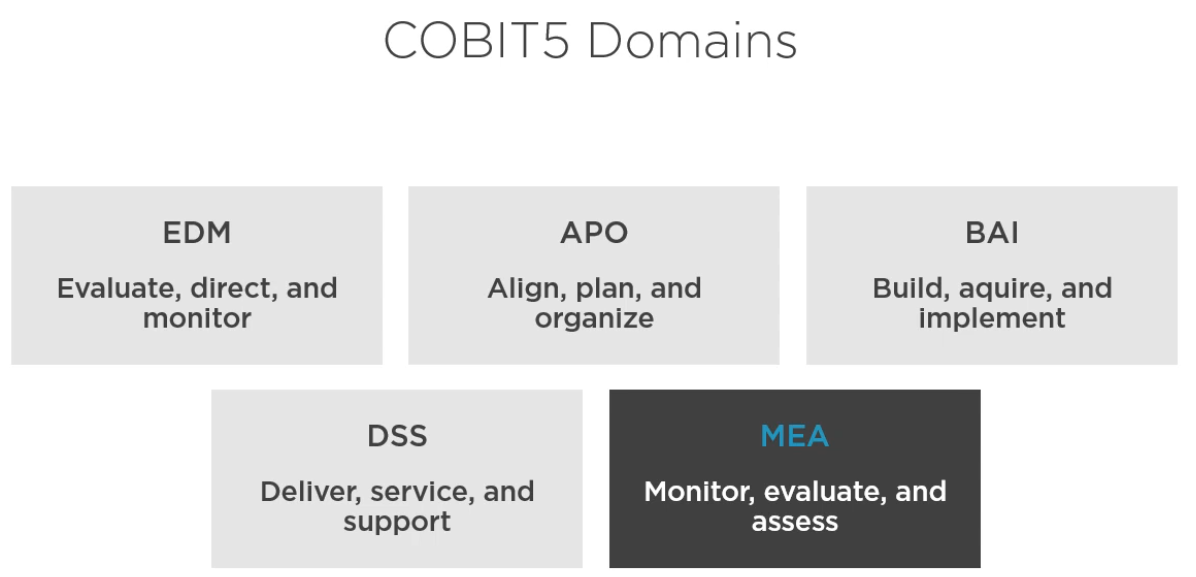 COBIT5 Domains
EDM
Evaluate, direct, and
monitor
APO
Align, plan, and
organize
BAI
Build, aquire, and
implement
DSS
Deliver, service, and
support
MEA
Monitor, evaluate, and
assess